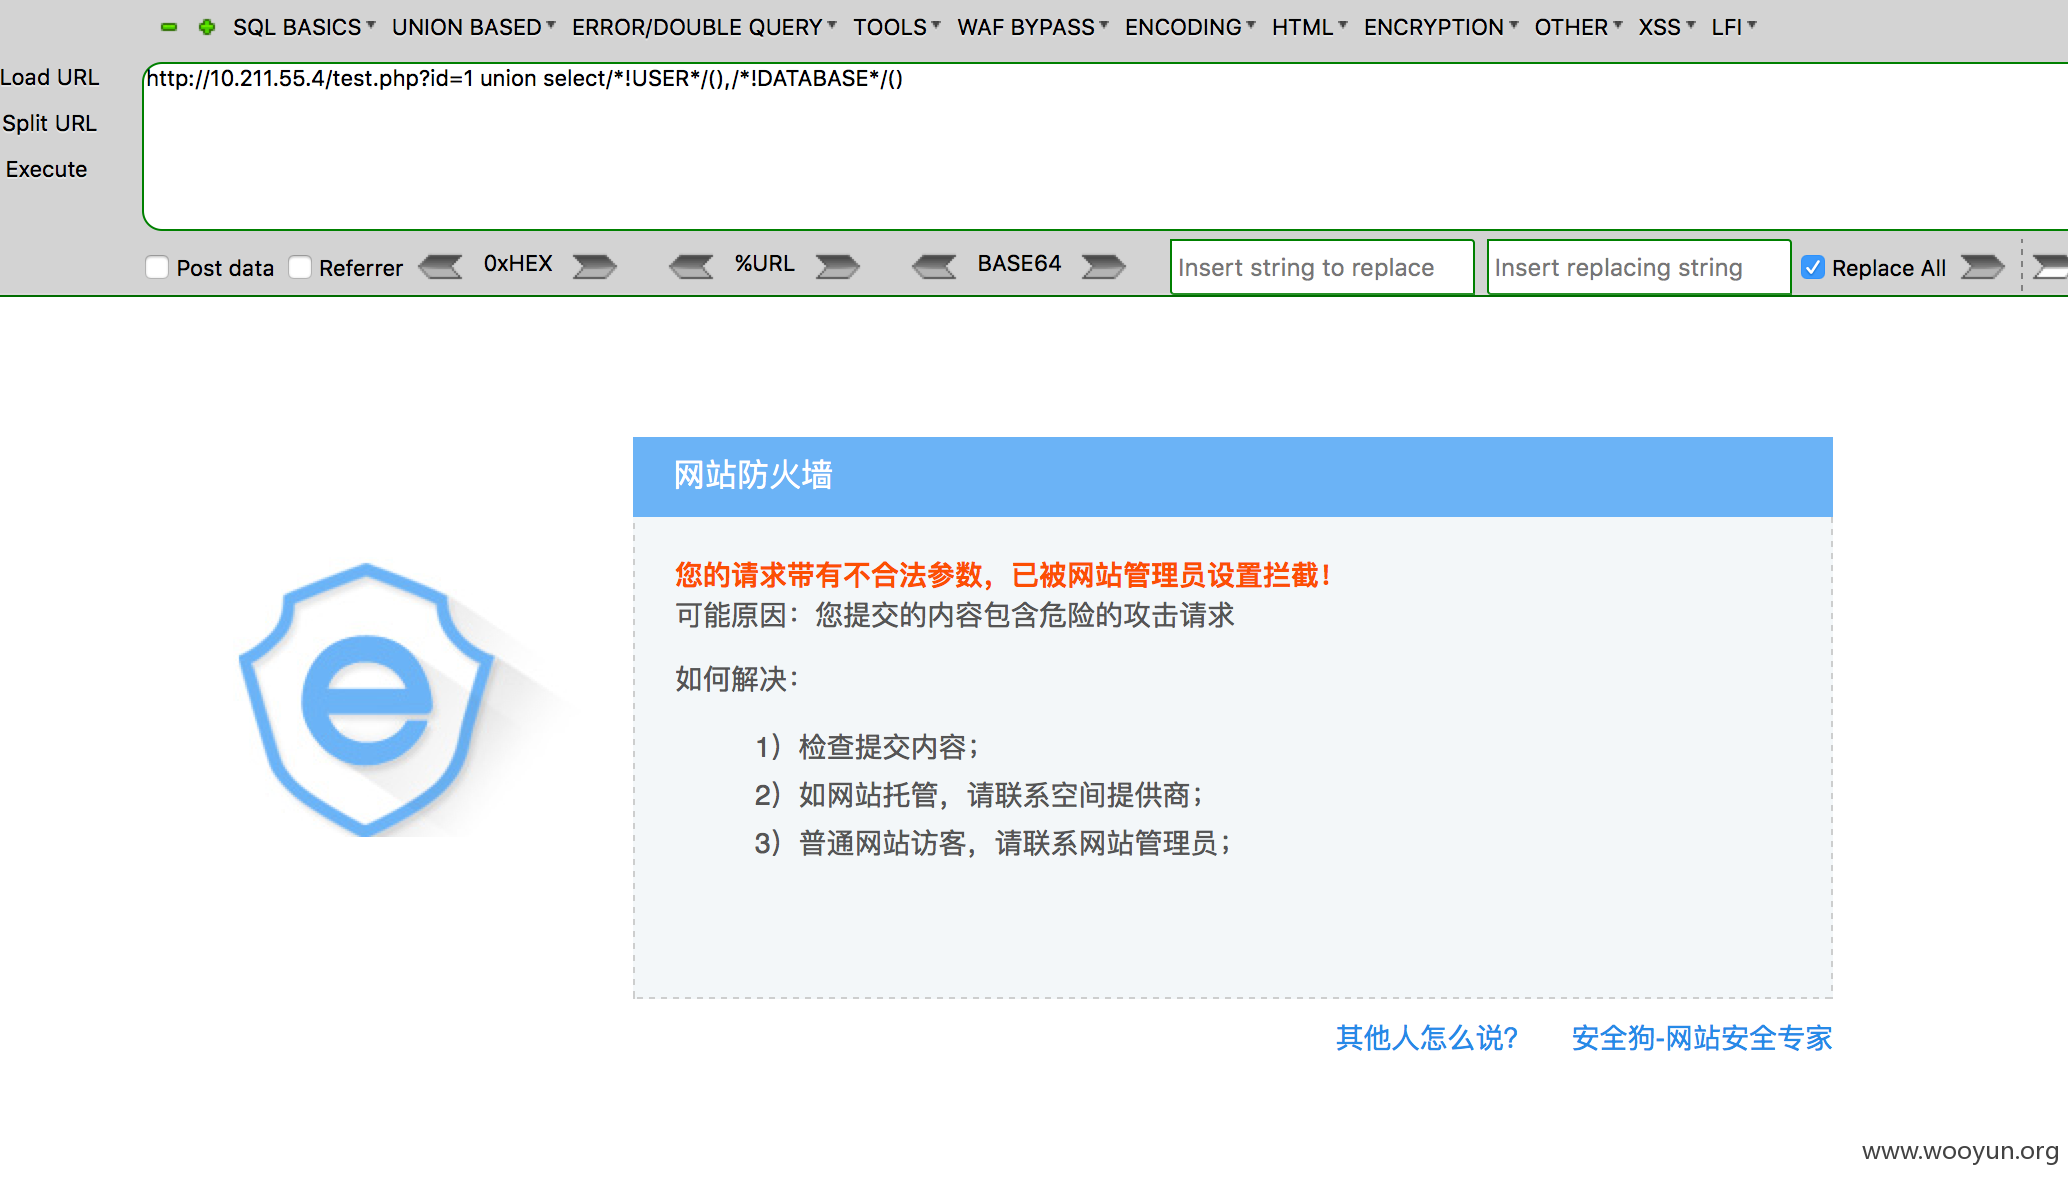 SQL BASICS UNION BASED ERROR/DOUBLE QUERY TOOLS WAF BYPASS ENCODING HTML ENCRYPTION OTHER XSS LFI
Load URL
http://10.211.55.4/test.php?id=1 union select/*!USER*/(),/*!DATABASE*/()
Split URL
Execute
Post data Referrer 0xHEX %URL BASE64 Insert string to replace Insert replacing string Replace All
网站防火墙
您的请求带有不合法参数，已被网站管理员设置拦截！
可能原因：您提交的内容包含危险的攻击请求
如何解决：
1）检查提交内容；
2）如网站托管，请联系空间提供商；
3）普通网站访客，请联系网站管理员；
e
其他人怎么说? 安全狗-网站安全专家
www.wooyun.org